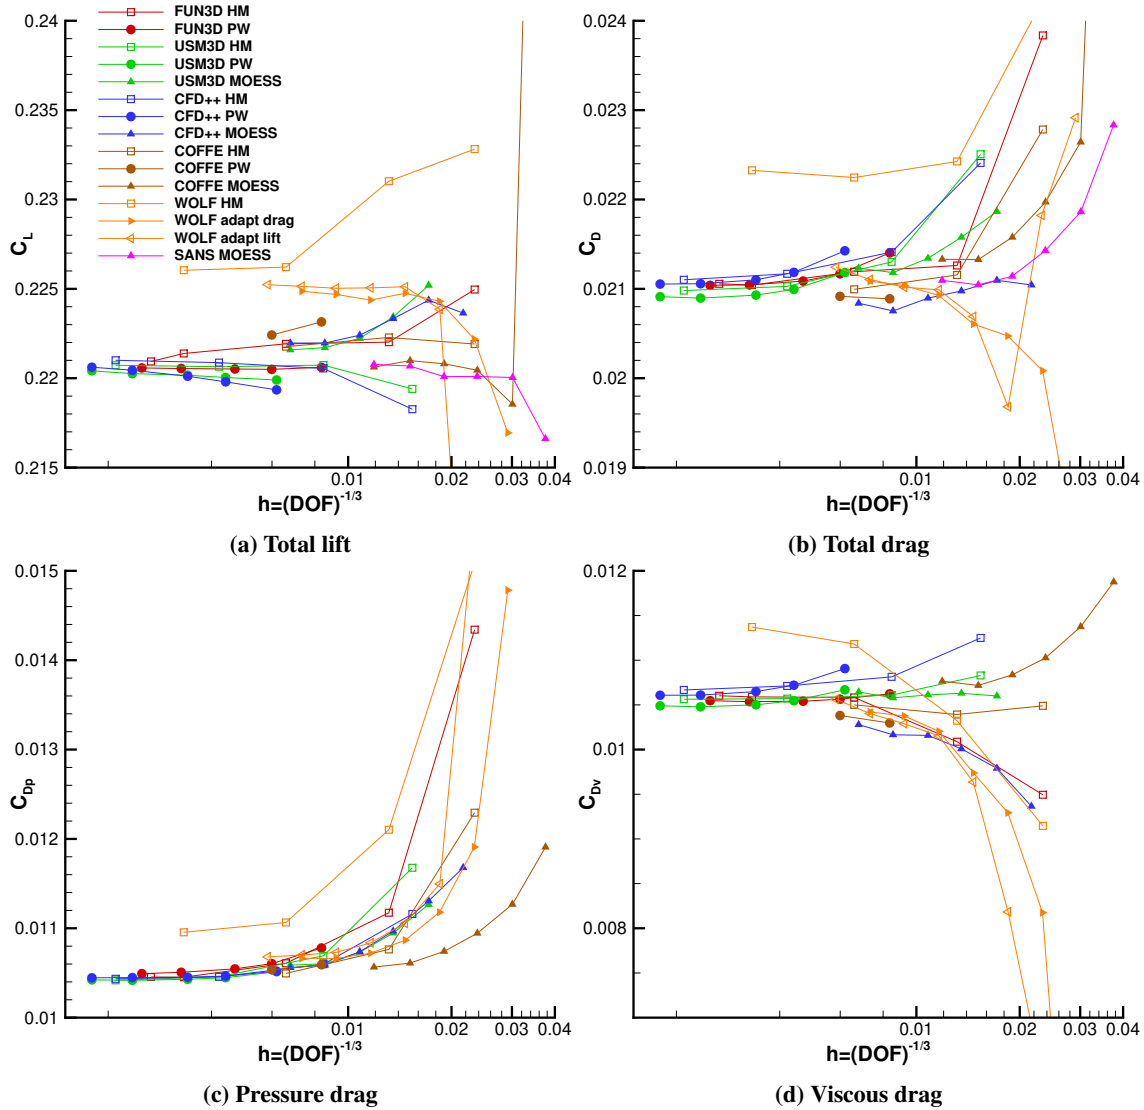 0.24
0.235
0.23
0.225
0.22
0.215
C_L
FUN3D HM
FUN3D PW
USM3D HM
USM3D PW
USM3D MOESS
CFD++ HM
CFD++ PW
CFD++ MOESS
COFFE HM
COFFE PW
COFFE MOESS
WOLF HM
WOLF adapt drag
WOLF adapt lift
SANS MOESS
0.01 0.02 0.03 0.04
h=(DOF)^-1/3
(a) Total lift
0.024
0.023
0.022
0.021
0.02
0.019
C_D
0.01 0.02 0.03 0.04
h=(DOF)^-1/3
(b) Total drag
0.015
0.014
0.013
0.012
0.011
0.01
C_Dp
0.01 0.02 0.03 0.04
h=(DOF)^-1/3
(c) Pressure drag
0.012
0.01
0.008
C_Dv
0.01 0.02 0.03 0.04
h=(DOF)^-1/3
(d) Viscous drag